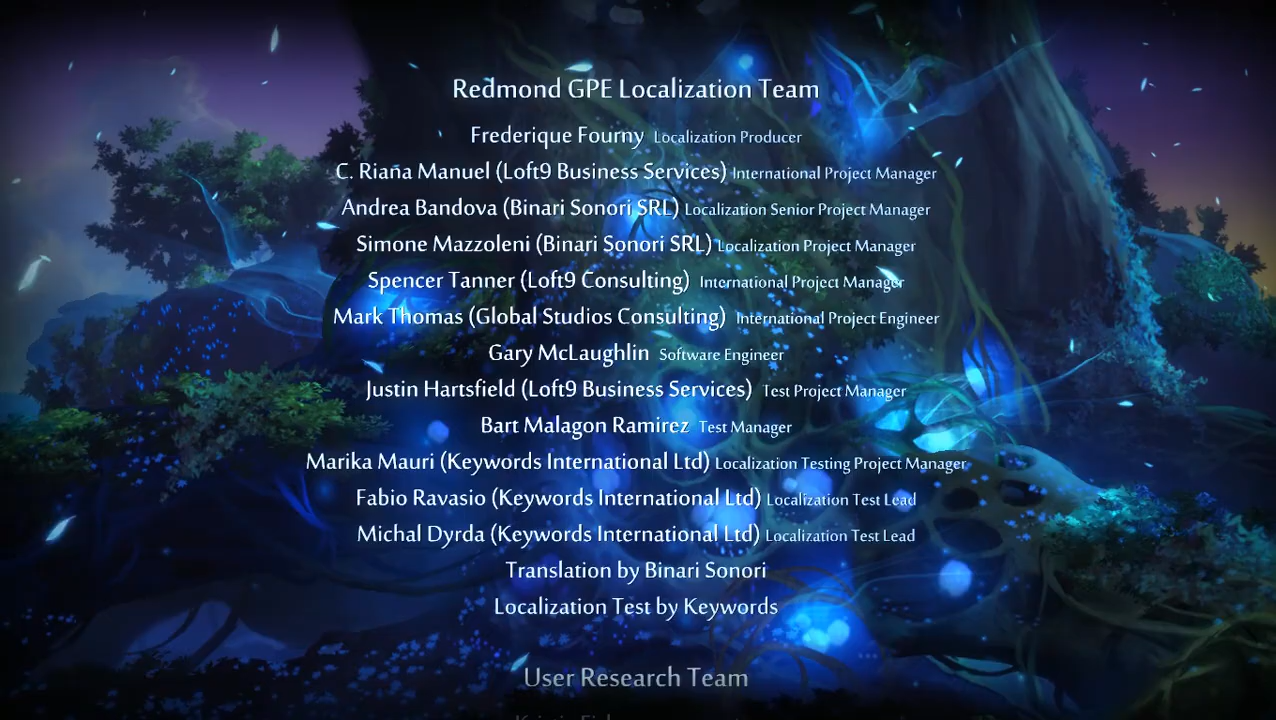 Redmond GPE Localization Team
Frederique Fourny Localization Producer
C. Riaña Manuel (Loft9 Business Services) International Project Manager
Andrea Bandova (Binari Sonori SRL) Localization Senior Project Manager
Simone Mazzoleni (Binari Sonori SRL) Localization Project Manager
Spencer Tanner (Loft9 Consulting) International Project Manager
Mark Thomas (Global Studios Consulting) International Project Engineer
Gary McLaughlin Software Engineer
Justin Hartsfield (Loft9 Business Services) Test Project Manager
Bart Malagon Ramirez Test Manager
Marika Mauri (Keywords International Ltd) Localization Testing Project Manager
Fabio Ravasio (Keywords International Ltd) Localization Test Lead
Michal Dyrda (Keywords International Ltd) Localization Test Lead
Translation by Binari Sonori
Localization Test by Keywords
User Research Team